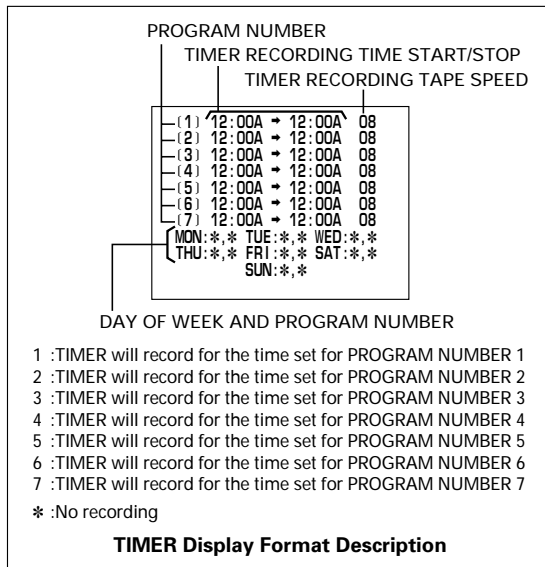 PROGRAM NUMBER
TIMER RECORDING TIME START/STOP
TIMER RECORDING TAPE SPEED
(1) 12:00A → 12:00A 08
(2) 12:00A → 12:00A 08
(3) 12:00A → 12:00A 08
(4) 12:00A → 12:00A 08
(5) 12:00A → 12:00A 08
(6) 12:00A → 12:00A 08
(7) 12:00A → 12:00A 08
MON:*,* TUE:*,* WED:*,*
THU:*,* FRI:*,* SAT:*,*
SUN:*,*
DAY OF WEEK AND PROGRAM NUMBER
1 :TIMER will record for the time set for PROGRAM NUMBER 1
2 :TIMER will record for the time set for PROGRAM NUMBER 2
3 :TIMER will record for the time set for PROGRAM NUMBER 3
4 :TIMER will record for the time set for PROGRAM NUMBER 4
5 :TIMER will record for the time set for PROGRAM NUMBER 5
6 :TIMER will record for the time set for PROGRAM NUMBER 6
7 :TIMER will record for the time set for PROGRAM NUMBER 7
* :No recording
TIMER Display Format Description